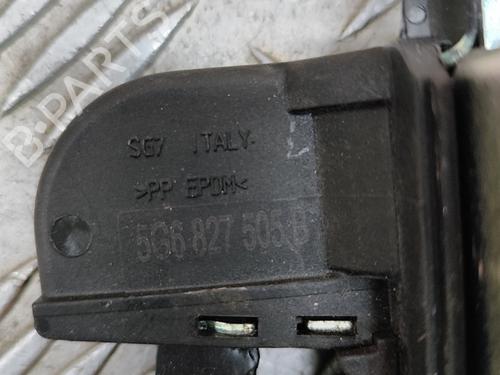 B-PARTS
SG7 ITALY
>PP EPDM<
5G6 827 505 B